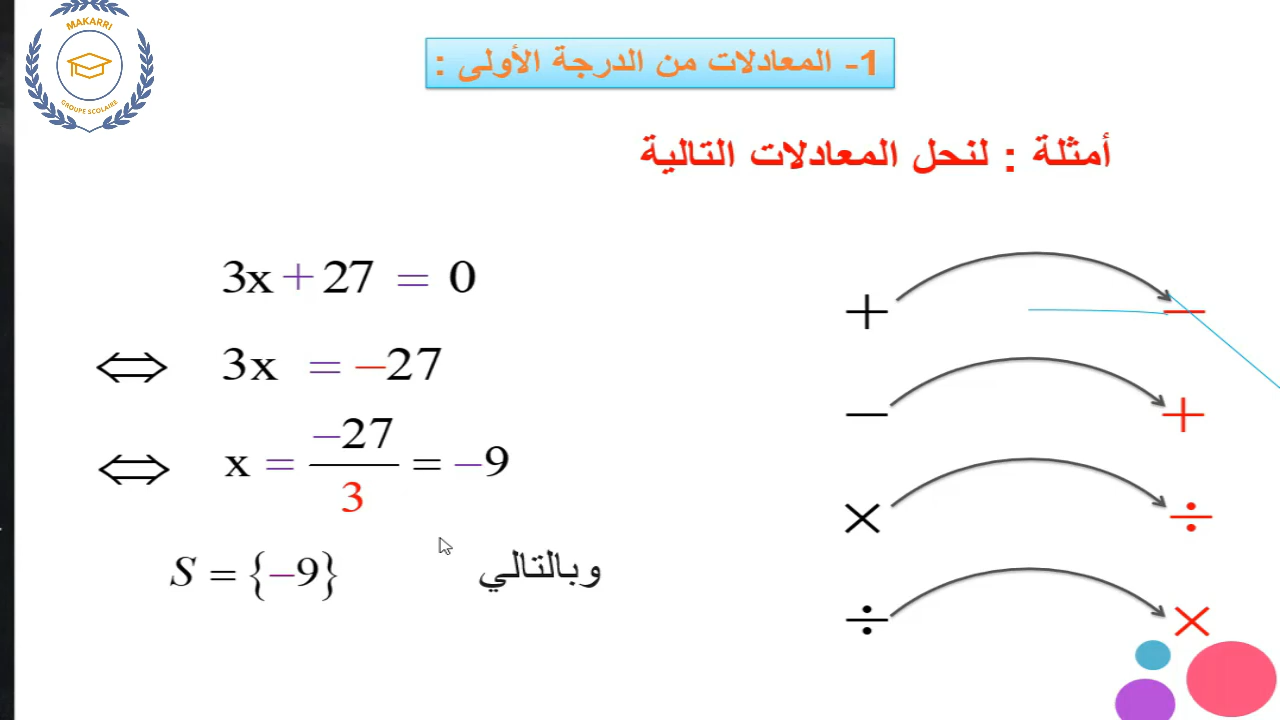 MAKARRI
GROUPE SCOLAIRE
1- المعادلات من الدرجة الأولى :
أمثلة : لنحل المعادلات التالية
3x + 27 = 0
⇔ 3x = −27
⇔ x = −27/3 = −9
وبالتالي S = {−9}
+ −
− +
× ÷
÷ ×